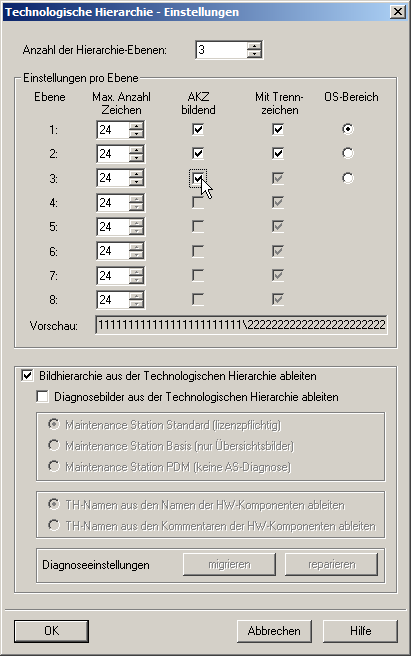 Technologische Hierarchie - Einstellungen
Anzahl der Hierarchie-Ebenen: 3
Einstellungen pro Ebene
Ebene Max. Anzahl Zeichen AKZ bildend Mit Trenn- zeichen OS-Bereich
1: 24
2: 24
3: 24
4: 24
5: 24
6: 24
7: 24
8: 24
Vorschau: 111111111111111111111111\2222222222222222222222
Bildhierarchie aus der Technologischen Hierarchie ableiten
Diagnosebilder aus der Technologischen Hierarchie ableiten
Maintenance Station Standard (lizenzpflichtig)
Maintenance Station Basis (nur Übersichtsbilder)
Maintenance Station PDM (keine AS-Diagnose)
TH-Namen aus den Namen der HW-Komponenten ableiten
TH-Namen aus den Kommentaren der HW-Komponenten ableiten
Diagnoseeinstellungen migrieren reparieren
OK Abbrechen Hilfe